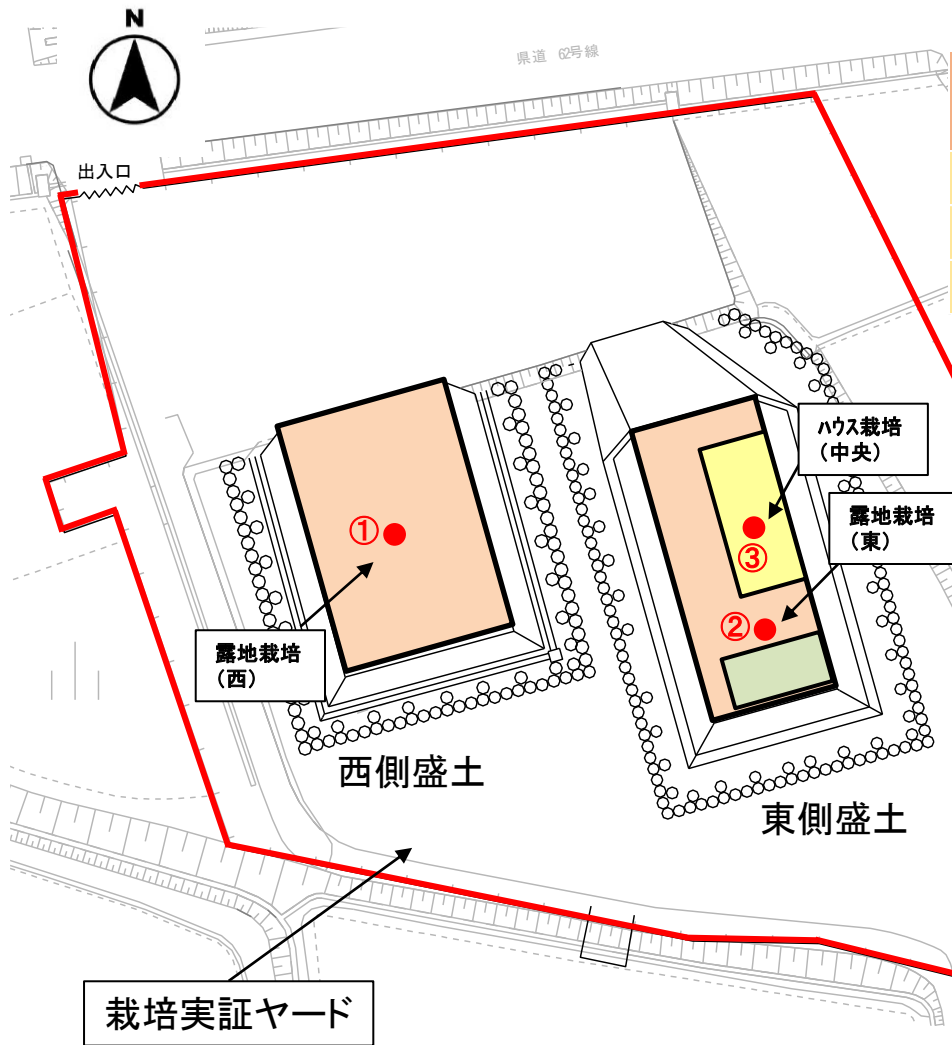 N
県道 62号線
出入口
ハウス栽培
(中央)
露地栽培
(東)
①
③
②
露地栽培
(西)
西側盛土
東側盛土
栽培実証ヤード